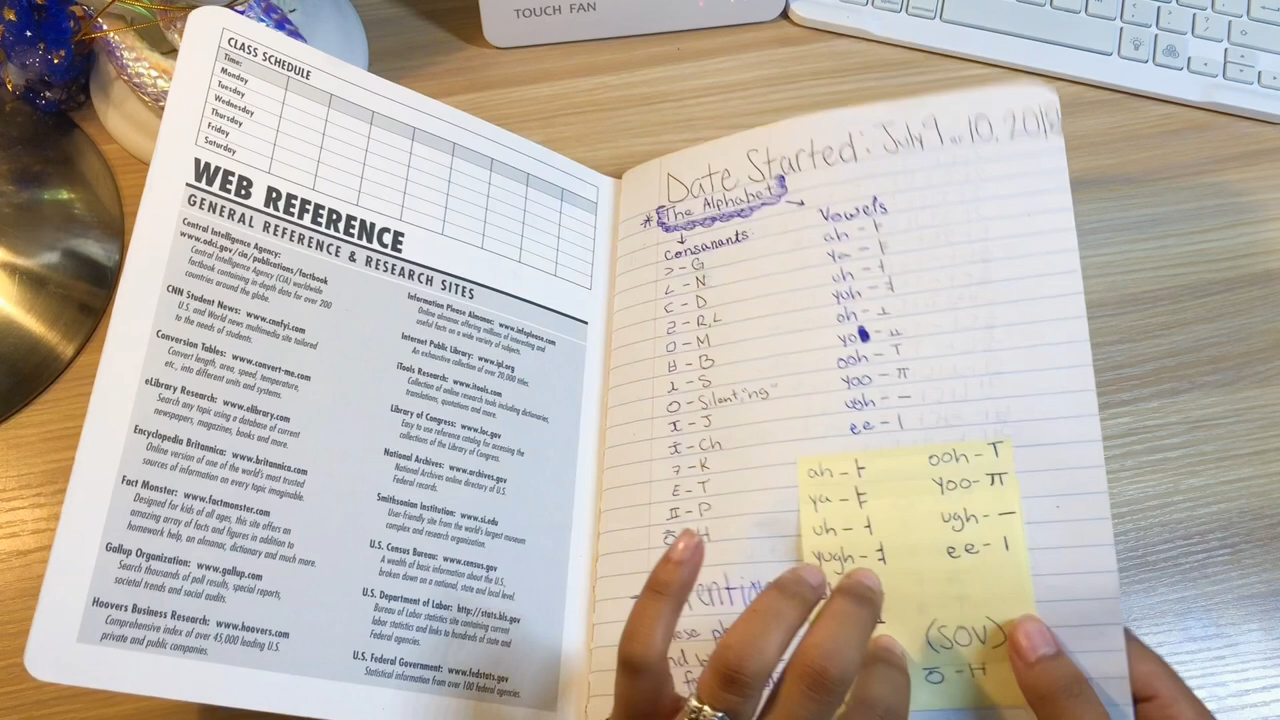 TOUCH FAN
CLASS SCHEDULE
Time:
Monday
Tuesday
Wednesday
Thursday
Friday
Saturday
WEB REFERENCE
GENERAL REFERENCE & RESEARCH SITES
Central Intelligence Agency:
www.odci.gov/cia/publications/factbook
Central Intelligence Agency (CIA) worldwide
factbook containing in-depth data for over 200
countries around the globe.
CNN Student News: www.cnnfyi.com
U.S. and World news multimedia site tailored
to the needs of students.
Conversion Tables: www.convert-me.com
Convert length, area, speed, temperature,
etc., into different units and systems.
eLibrary Research: www.elibrary.com
Search any topic using a database of current
newspapers, magazines, books and more.
Encyclopedia Britannica: www.britannica.com
Online version of one of the world's most trusted
sources of information on every topic imaginable.
Fact Monster: www.factmonster.com
Designed for kids of all ages, this site offers an
amazing array of facts and figures in addition to
homework help, an almanac, dictionary and much more.
Gallup Organization: www.gallup.com
Search thousands of poll results, special reports,
societal trends and social audits.
Hoovers Business Research: www.hoovers.com
Comprehensive index of over 45,000 leading U.S.
private and public companies.
Information Please Almanac: www.infoplease.com
Online almanac offering millions of interesting and
useful facts on a wide variety of subjects.
Internet Public Library: www.ipl.org
An exhaustive collection of over 20,000 titles.
iTools Research: www.itools.com
Collection of online research tools including dictionaries,
translations, quotations and more.
Library of Congress: www.loc.gov
Easy to use reference catalog for accessing the
collections of the Library of Congress.
National Archives: www.archives.gov
Online directory of U.S.
Federal records.
Smithsonian Institution: www.si.edu
User-friendly site from the world's largest museum
complex and research organization.
U.S. Census Bureau: www.census.gov
A wealth of basic information about the U.S.
broken down on a national, state and local level.
U.S. Department of Labor: http://stats.bls.gov
Bureau of Labor statistics site containing current
labor statistics and links to hundreds of state and
Federal agencies.
U.S. Federal Government: www.fedstats.gov
Statistical information from over 100 federal agencies.
Date Started: July 9 or 10,
* The Alphabet
consanants:
ㄱ - G
ㄴ - N
ㄷ - D
ㄹ - R, L
ㅁ - M
ㅂ - B
ㅅ - S
ㅇ - Silent, "ng"
ㅈ - J
ㅊ - Ch
ㅋ - K
ㅌ - T
ㅍ - P
ㅎ - H
Vowels
ah - ㅏ
ya - ㅑ
uh - ㅓ
yuh - ㅕ
oh - ㅗ
yo - ㅛ
ooh - ㅜ
yoo - ㅠ
ugh - ㅡ
ee - ㅣ
ah - ㅏ
ya - ㅑ
uh - ㅓ
yugh - ㅕ
ooh - ㅜ
yoo - ㅠ
ugh - ㅡ
ee - ㅣ
(SOV)
ㅎ - H